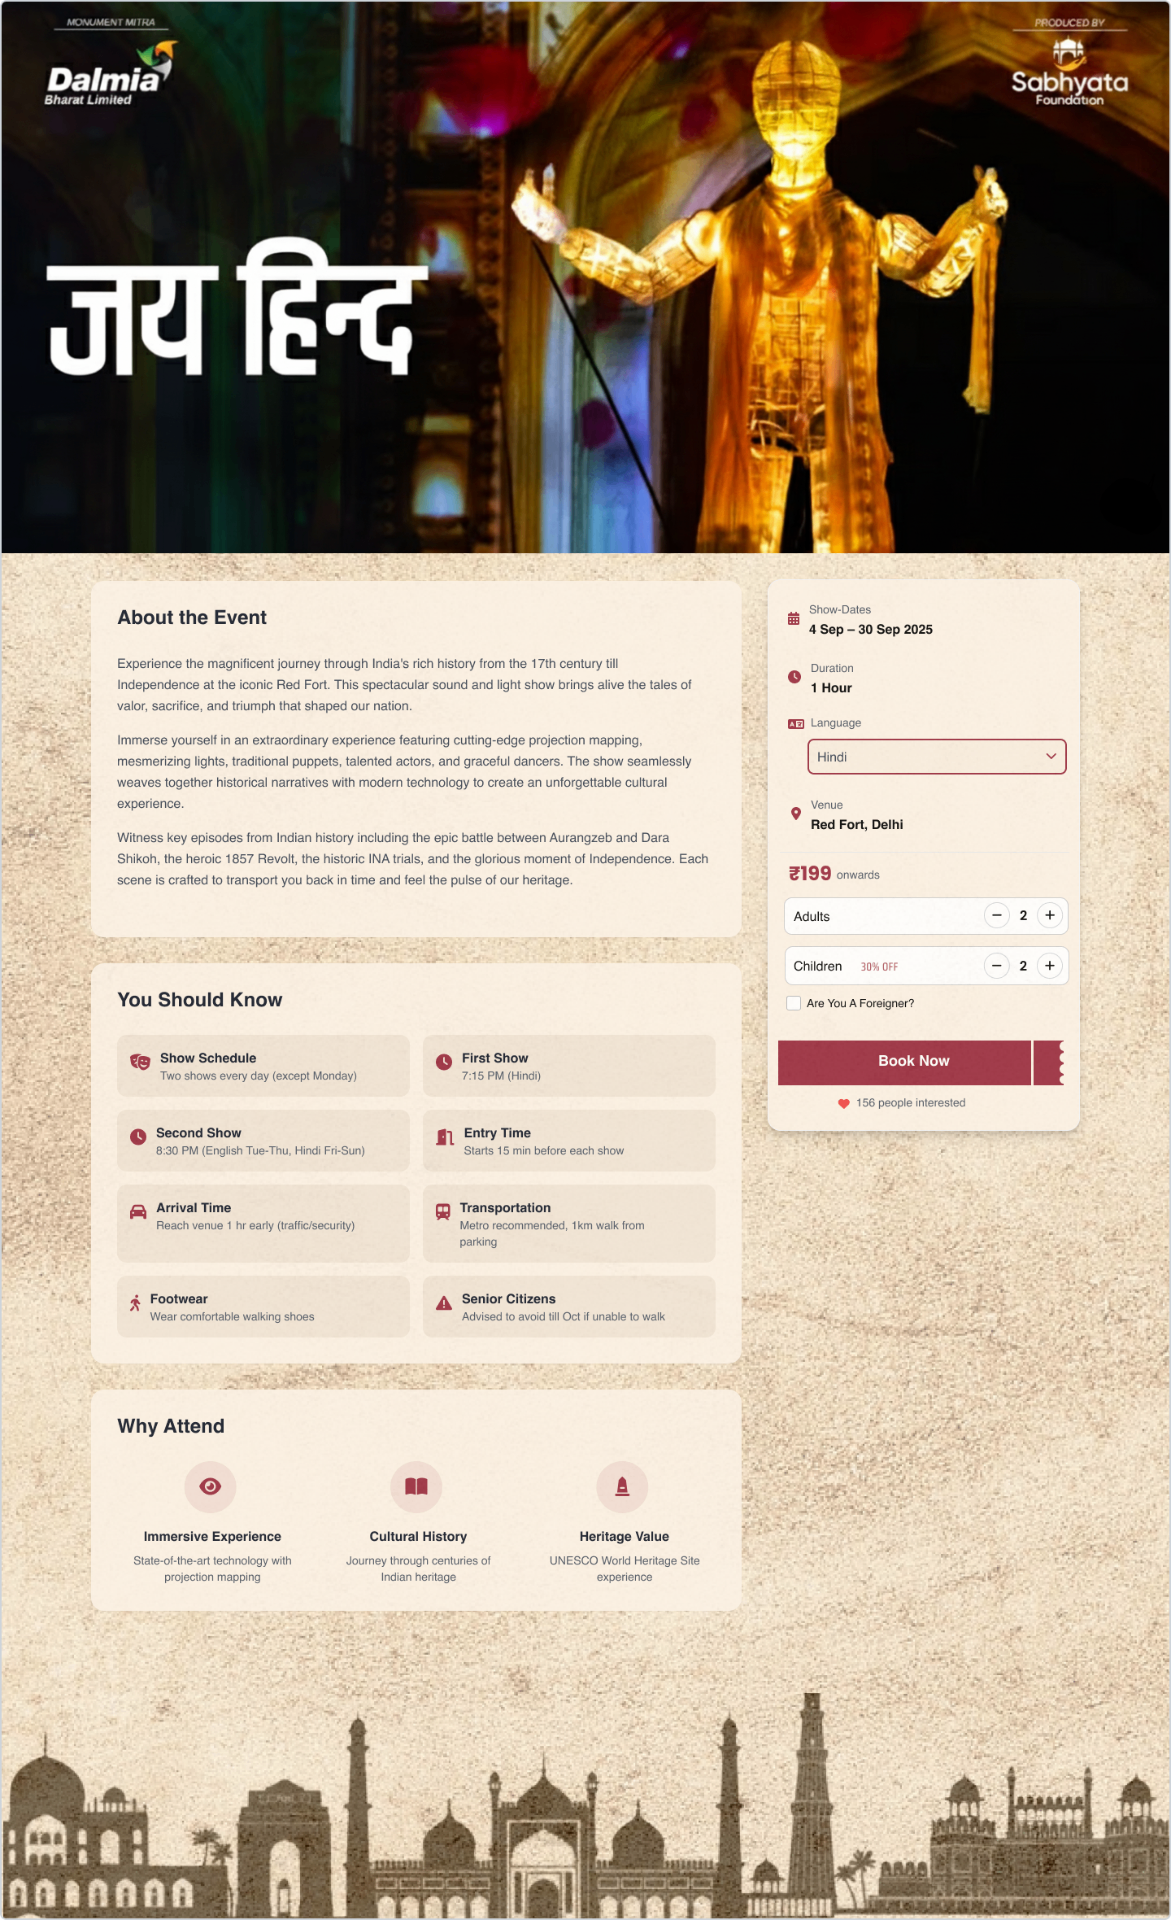 MONUMENT MITRA
Dalmia
Bharat Limited
PRODUCED BY
Sabhyata
Foundation
जय हिन्द
About the Event
Experience the magnificent journey through India's rich history from the 17th century till
Independence at the iconic Red Fort. This spectacular sound and light show brings alive the tales of
valor, sacrifice, and triumph that shaped our nation.
Immerse yourself in an extraordinary experience featuring cutting-edge projection mapping,
mesmerizing lights, traditional puppets, talented actors, and graceful dancers. The show seamlessly
weaves together historical narratives with modern technology to create an unforgettable cultural
experience.
Witness key episodes from Indian history including the epic battle between Aurangzeb and Dara
Shikoh, the heroic 1857 Revolt, the historic INA trials, and the glorious moment of Independence. Each
scene is crafted to transport you back in time and feel the pulse of our heritage.
You Should Know
Show Schedule
Two shows every day (except Monday)
First Show
7:15 PM (Hindi)
Second Show
8:30 PM (English Tue-Thu, Hindi Fri-Sun)
Entry Time
Starts 15 min before each show
Arrival Time
Reach venue 1 hr early (traffic/security)
Transportation
Metro recommended, 1km walk from
parking
Footwear
Wear comfortable walking shoes
Senior Citizens
Advised to avoid till Oct if unable to walk
Why Attend
Immersive Experience
State-of-the-art technology with
projection mapping
Cultural History
Journey through centuries of
Indian heritage
Heritage Value
UNESCO World Heritage Site
experience
Show-Dates
4 Sep – 30 Sep 2025
Duration
1 Hour
Language
Hindi
Venue
Red Fort, Delhi
₹199 onwards
Adults − 2 +
Children 30% OFF − 2 +
Are You A Foreigner?
Book Now
156 people interested